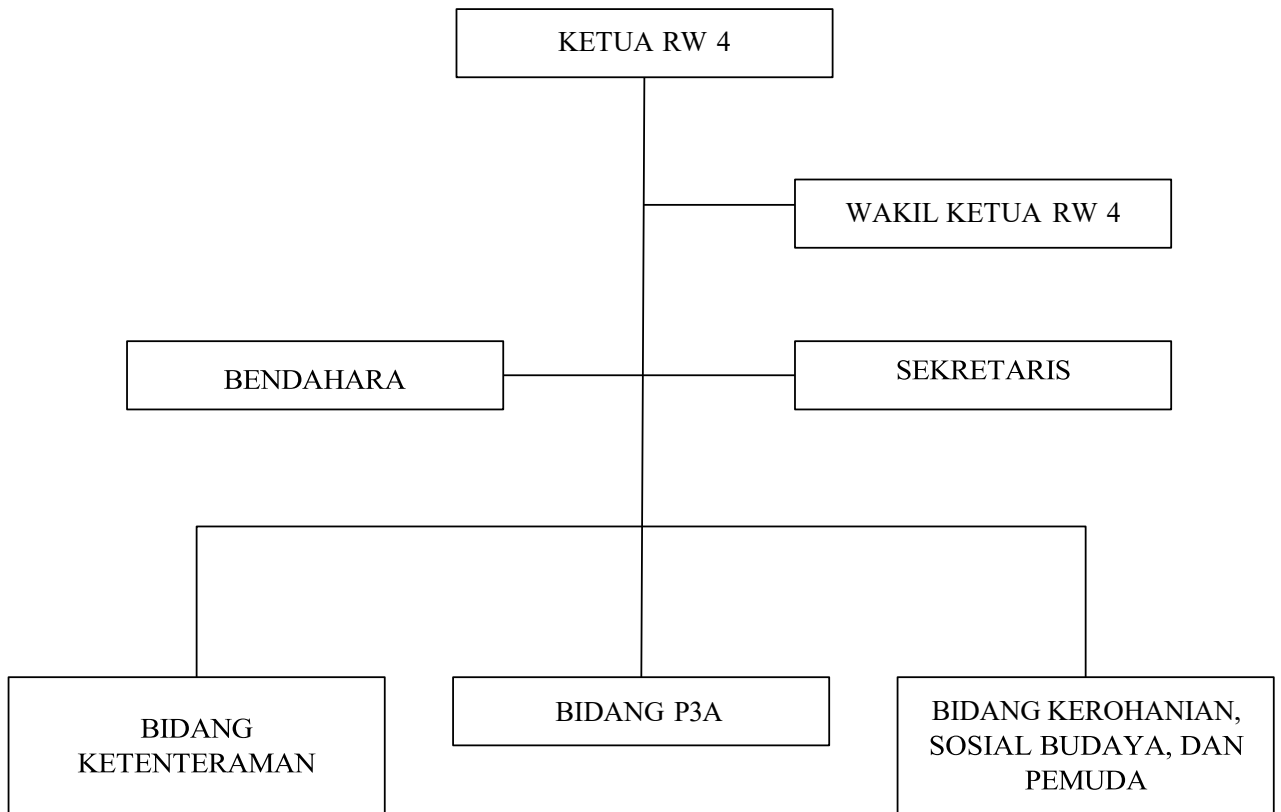 KETUA RW 4
WAKIL KETUA RW 4
BENDAHARA
SEKRETARIS
BIDANG
KETENTERAMAN
BIDANG P3A
BIDANG KEROHANIAN,
SOSIAL BUDAYA, DAN
PEMUDA